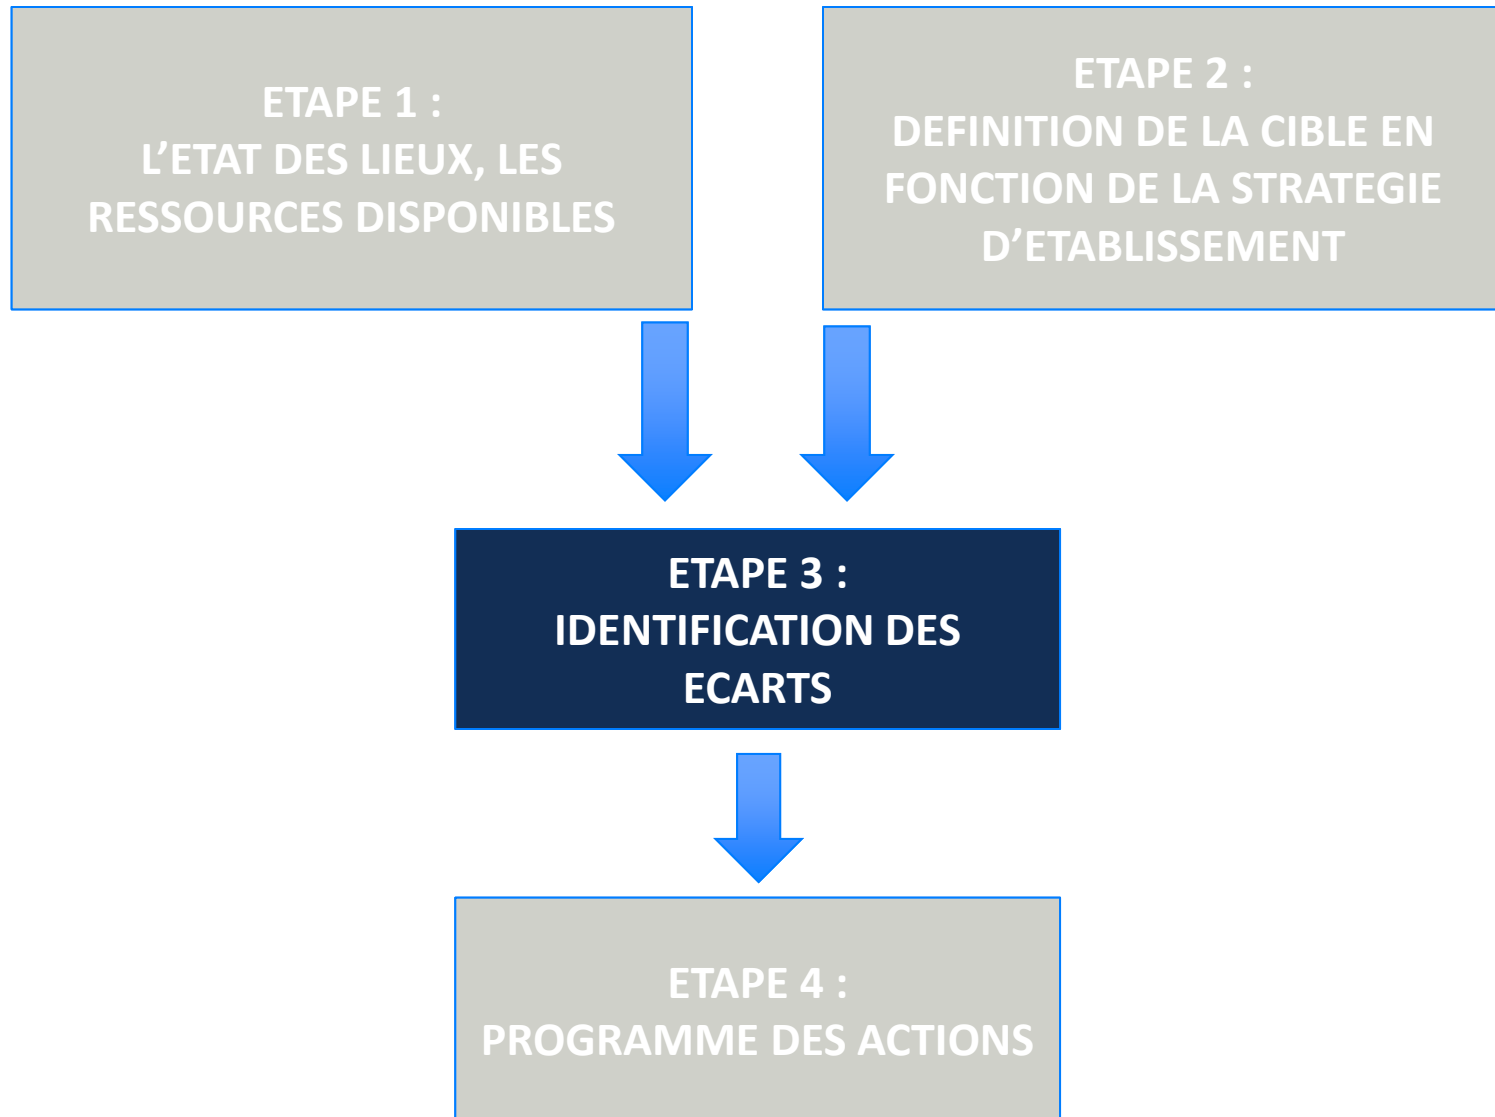 ETAPE 1 :
L’ETAT DES LIEUX, LES
RESSOURCES DISPONIBLES
ETAPE 2 :
DEFINITION DE LA CIBLE EN
FONCTION DE LA STRATEGIE
D’ETABLISSEMENT
ETAPE 3 :
IDENTIFICATION DES
ECARTS
ETAPE 4 :
PROGRAMME DES ACTIONS